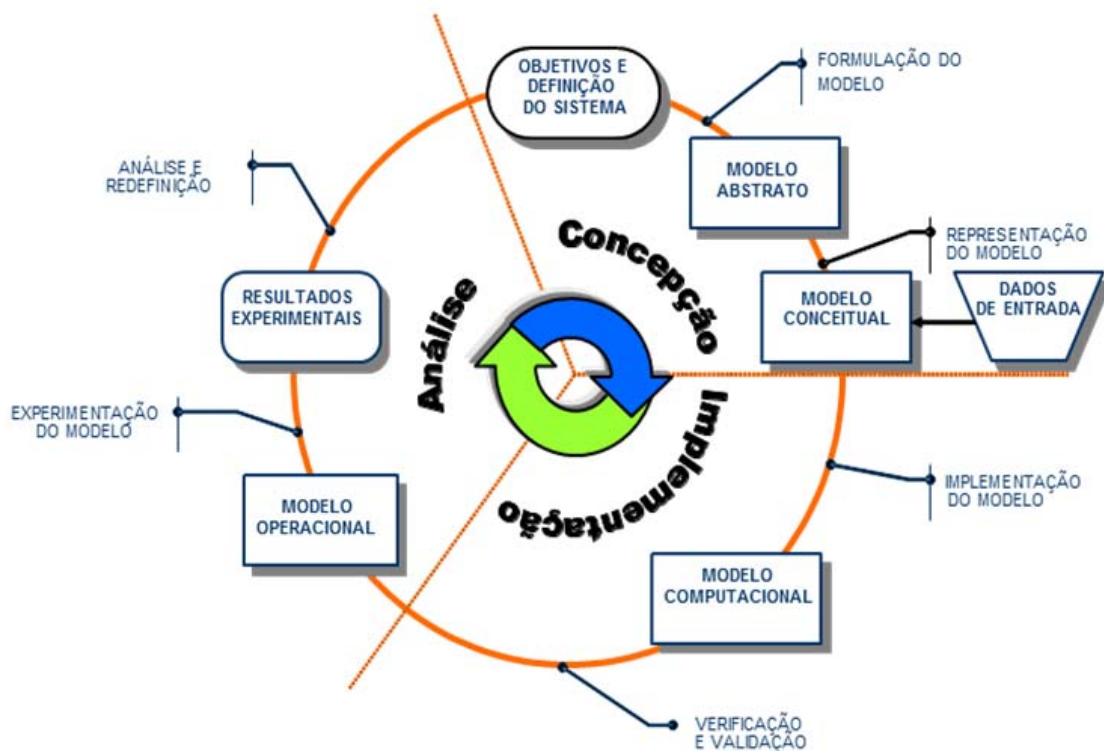 OBJETIVOS E
DEFINIÇÃO
DO SISTEMA
FORMULAÇÃO DO
MODELO
MODELO
ABSTRATO
REPRESENTAÇÃO
DO MODELO
MODELO
CONCEITUAL
DADOS
DE ENTRADA
IMPLEMENTAÇÃO
DO MODELO
MODELO
COMPUTACIONAL
VERIFICAÇÃO
E VALIDAÇÃO
MODELO
OPERACIONAL
EXPERIMENTAÇÃO
DO MODELO
RESULTADOS
EXPERIMENTAIS
ANÁLISE E
REDEFINIÇÃO
Concepção
Implementação
Análise